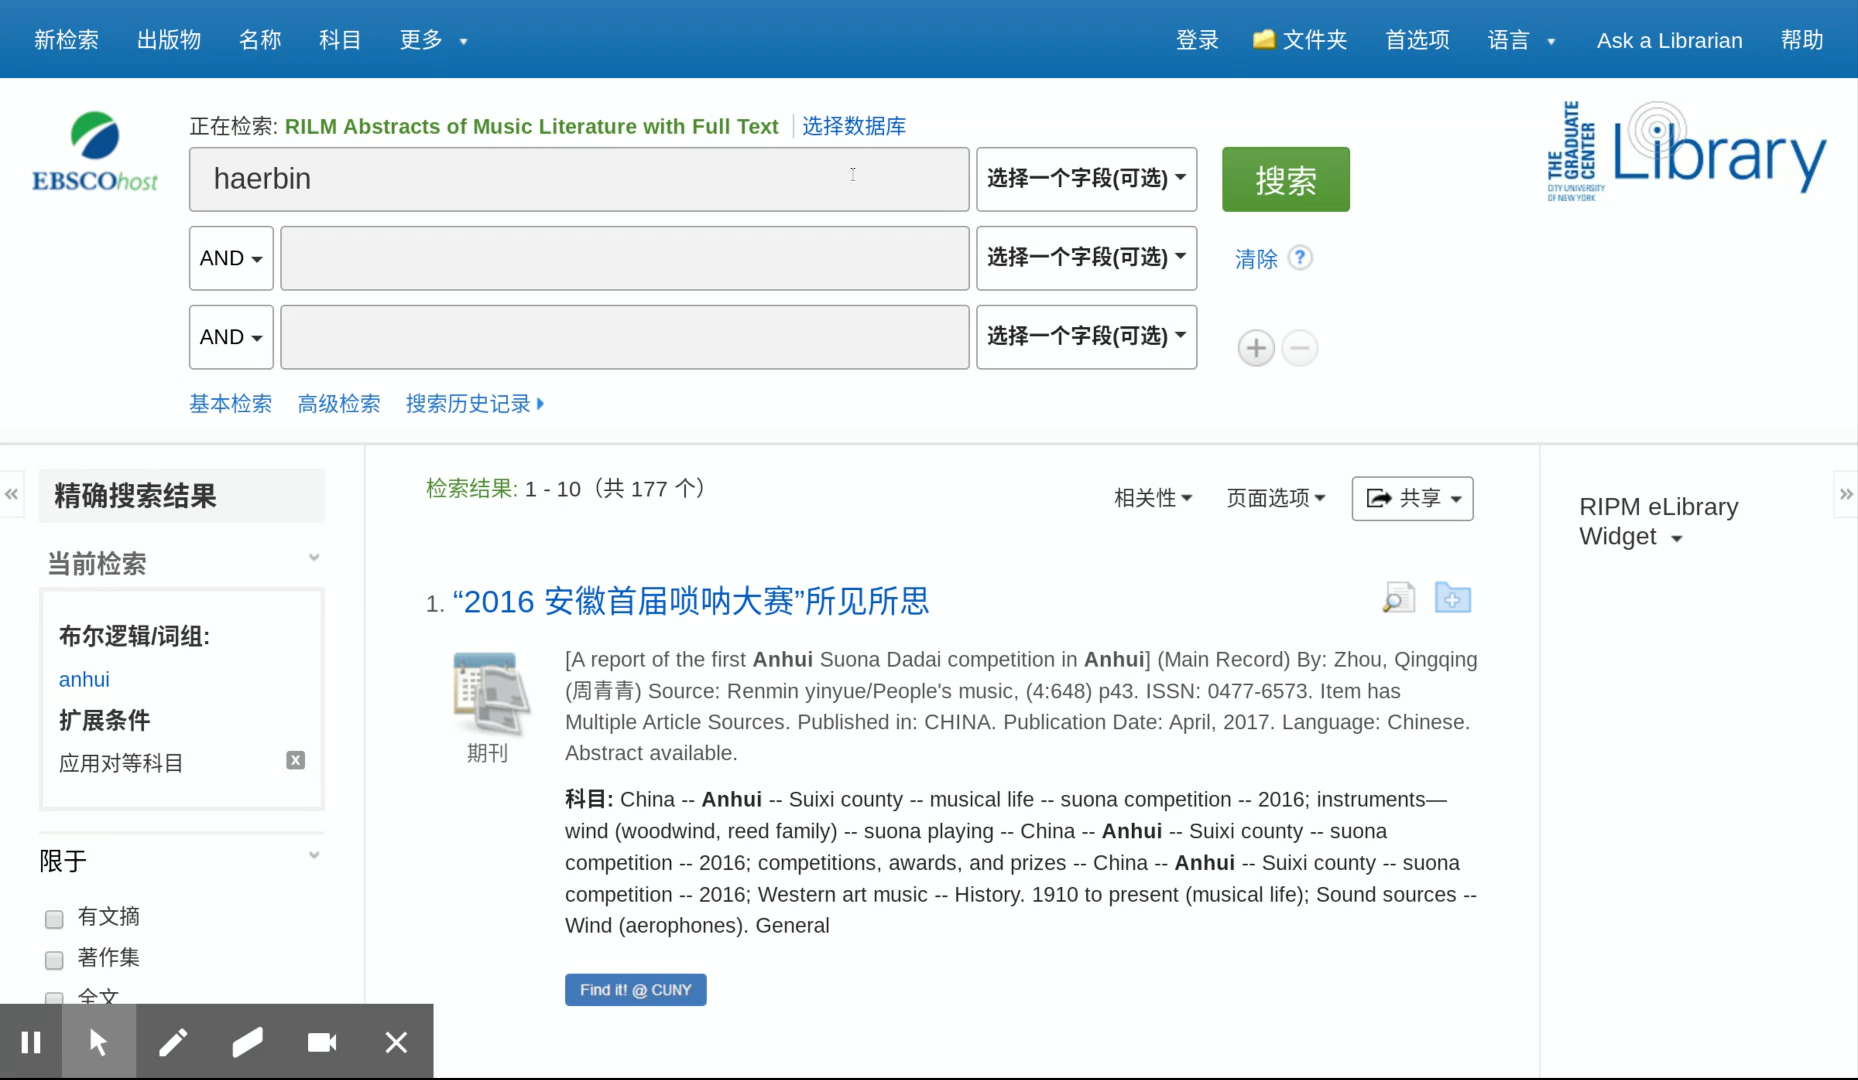 新检索 出版物 名称 科目 更多 登录 文件夹 首选项 语言 Ask a Librarian 帮助
EBSCOhost
正在检索: RILM Abstracts of Music Literature with Full Text 选择数据库
haerbin 选择一个字段(可选) 搜索
AND 选择一个字段(可选) 清除 ?
AND 选择一个字段(可选)
基本检索 高级检索 搜索历史记录
THE GRADUATE CENTER
CITY UNIVERSITY OF NEW YORK
Library
精确搜索结果
当前检索
布尔逻辑/词组:
anhui
扩展条件
应用对等科目
限于
有文摘
著作集
全文
检索结果: 1 - 10（共 177 个）
相关性 页面选项 共享
1. “2016 安徽首届唢呐大赛”所见所思
期刊
[A report of the first Anhui Suona Dadai competition in Anhui] (Main Record) By: Zhou, Qingqing
(周青青) Source: Renmin yinyue/People's music, (4:648) p43. ISSN: 0477-6573. Item has
Multiple Article Sources. Published in: CHINA. Publication Date: April, 2017. Language: Chinese.
Abstract available.
科目: China -- Anhui -- Suixi county -- musical life -- suona competition -- 2016; instruments—
wind (woodwind, reed family) -- suona playing -- China -- Anhui -- Suixi county -- suona
competition -- 2016; competitions, awards, and prizes -- China -- Anhui -- Suixi county -- suona
competition -- 2016; Western art music -- History. 1910 to present (musical life); Sound sources --
Wind (aerophones). General
Find it! @ CUNY
RIPM eLibrary
Widget